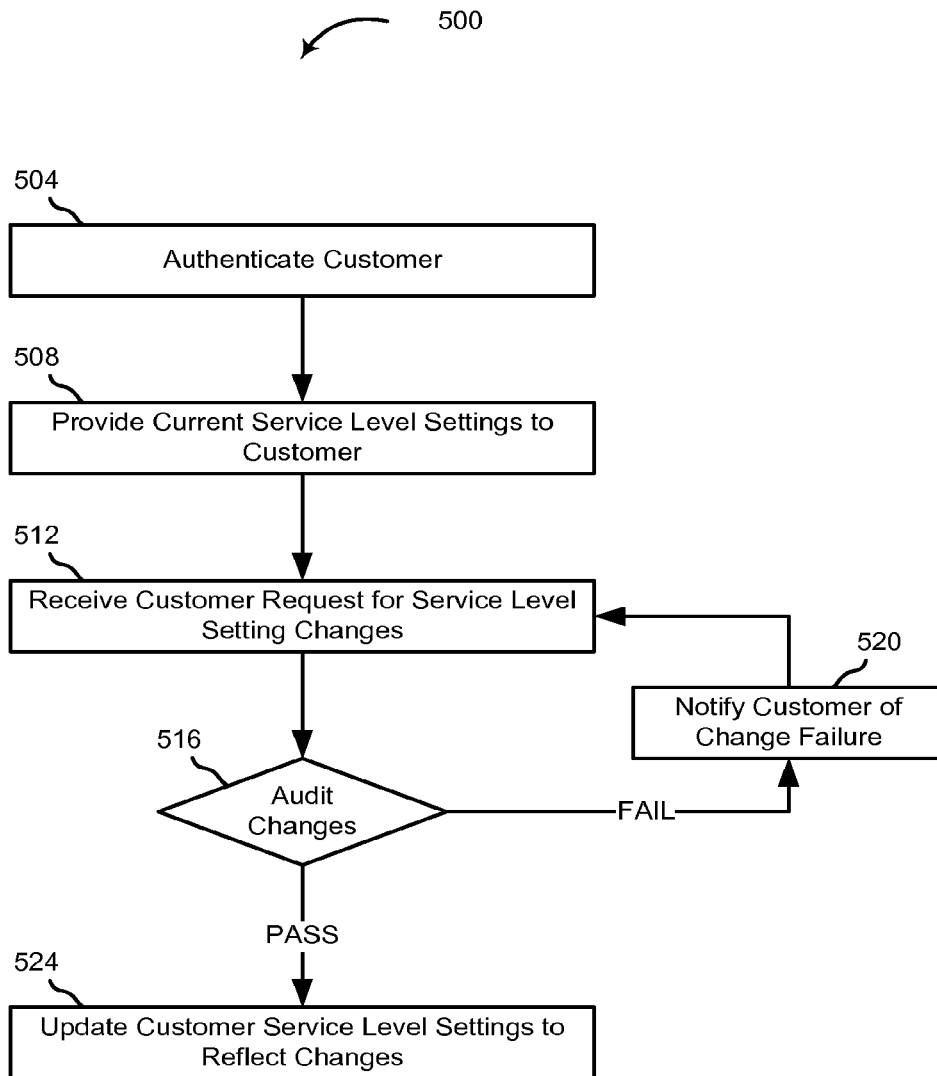 500
504
Authenticate Customer
508
Provide Current Service Level Settings to
Customer
512
Receive Customer Request for Service Level
Setting Changes
520
Notify Customer of
Change Failure
516
Audit
Changes
FAIL
PASS
524
Update Customer Service Level Settings to
Reflect Changes